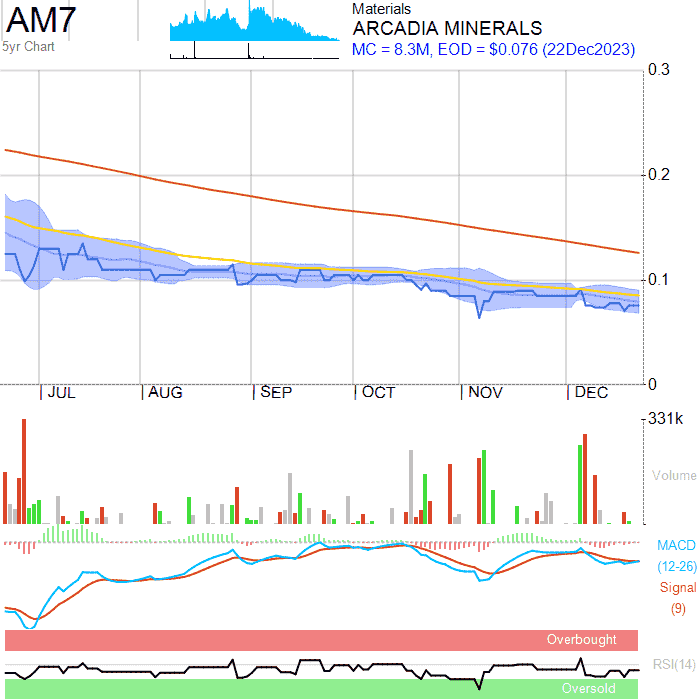 AM7
5yr Chart
Materials
ARCADIA MINERALS
MC = 8.3M, EOD = $0.076 (22Dec2023)
0.3
0.2
0.1
0
JUL AUG SEP OCT NOV DEC
331k
Volume
MACD
(12-26)
Signal
(9)
Overbought
RSI(14)
Oversold